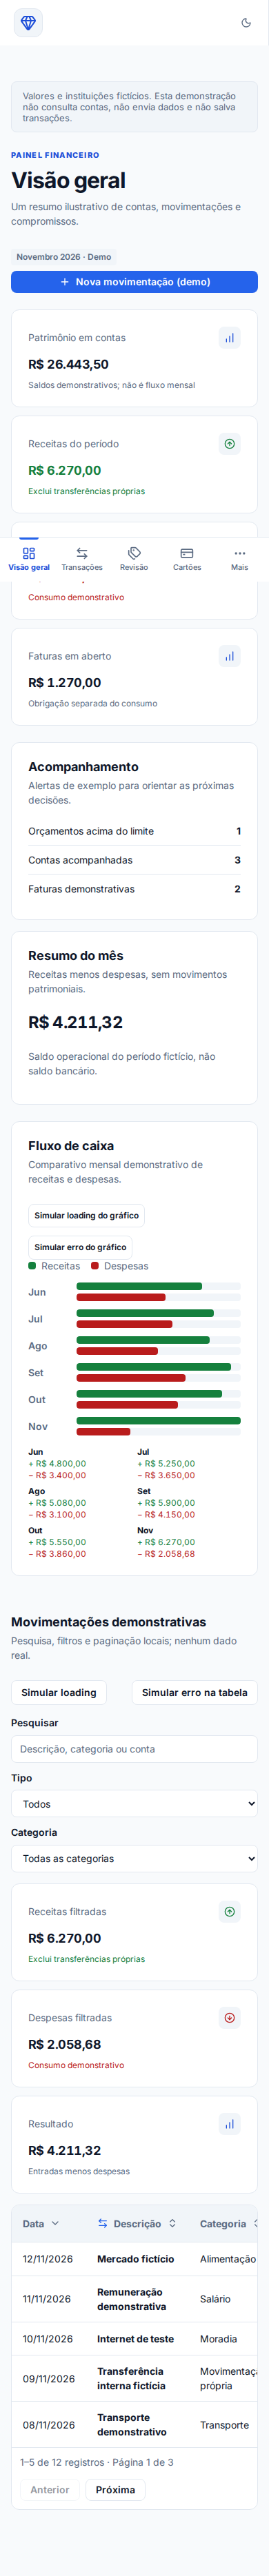 Valores e instituições fictícios. Esta demonstração
não consulta contas, não envia dados e não salva
transações.
PAINEL FINANCEIRO
Visão geral
Um resumo ilustrativo de contas, movimentações e
compromissos.
Novembro 2026 · Demo
+ Nova movimentação (demo)
Patrimônio em contas
R$ 26.443,50
Saldos demonstrativos; não é fluxo mensal
Receitas do período
R$ 6.270,00
Exclui transferências próprias
Visão geral
Transações
Revisão
Cartões
Mais
Consumo demonstrativo
Faturas em aberto
R$ 1.270,00
Obrigação separada do consumo
Acompanhamento
Alertas de exemplo para orientar as próximas
decisões.
Orçamentos acima do limite 1
Contas acompanhadas 3
Faturas demonstrativas 2
Resumo do mês
Receitas menos despesas, sem movimentos
patrimoniais.
R$ 4.211,32
Saldo operacional do período fictício, não
saldo bancário.
Fluxo de caixa
Comparativo mensal demonstrativo de
receitas e despesas.
Simular loading do gráfico
Simular erro do gráfico
Receitas Despesas
Jun
Jul
Ago
Set
Out
Nov
Jun Jul
+ R$ 4.800,00 + R$ 5.250,00
− R$ 3.400,00 − R$ 3.650,00
Ago Set
+ R$ 5.080,00 + R$ 5.900,00
− R$ 3.100,00 − R$ 4.150,00
Out Nov
+ R$ 5.550,00 + R$ 6.270,00
− R$ 3.860,00 − R$ 2.058,68
Movimentações demonstrativas
Pesquisa, filtros e paginação locais; nenhum dado
real.
Simular loading Simular erro na tabela
Pesquisar
Descrição, categoria ou conta
Tipo
Todos
Categoria
Todas as categorias
Receitas filtradas
R$ 6.270,00
Exclui transferências próprias
Despesas filtradas
R$ 2.058,68
Consumo demonstrativo
Resultado
R$ 4.211,32
Entradas menos despesas
Data Descrição Categoria
12/11/2026 Mercado fictício Alimentação
11/11/2026 Remuneração demonstrativa Salário
10/11/2026 Internet de teste Moradia
09/11/2026 Transferência interna fictícia Movimentaç própria
08/11/2026 Transporte demonstrativo Transporte
1–5 de 12 registros · Página 1 de 3
Anterior Próxima